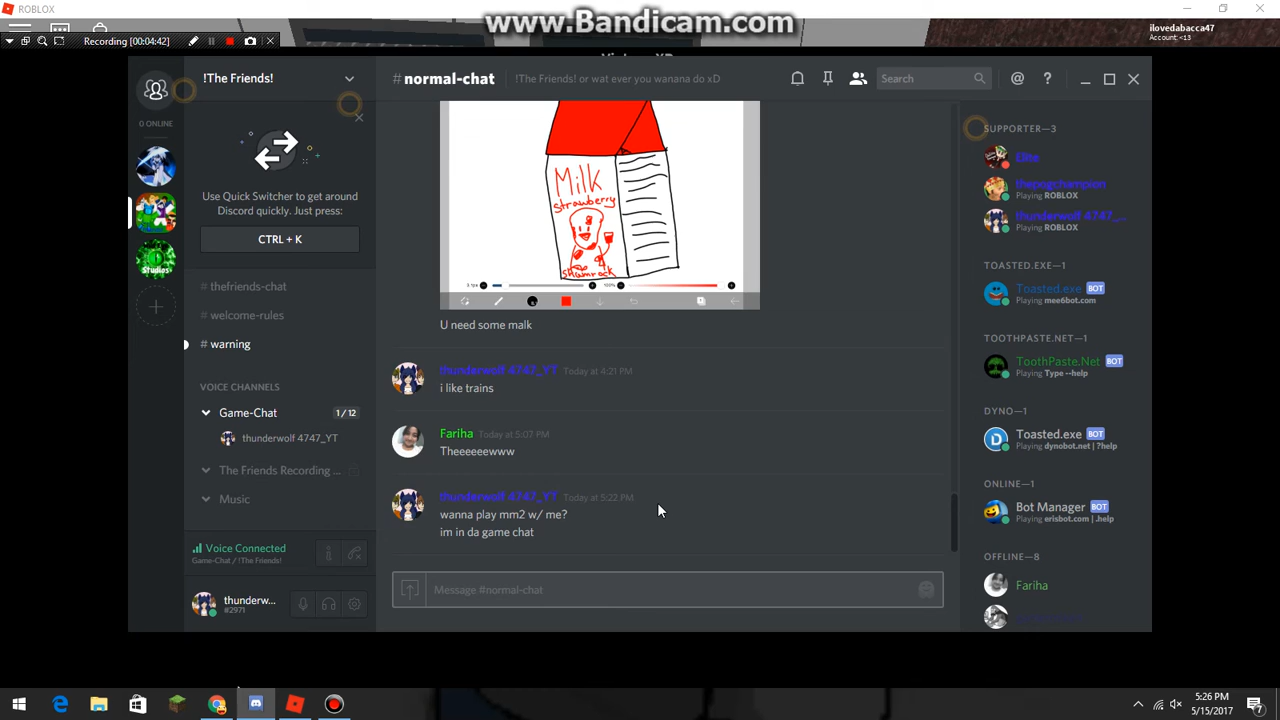 ROBLOX
www.Bandicam.com
ilovedabacca47
Account: <13
Recording [00:04:42]
!The Friends!
#normal-chat
!The Friends! or wat ever you wanana do xD
Search
0 ONLINE
Use Quick Switcher to get around
Discord quickly. Just press:
CTRL + K
Studios
# thefriends-chat
# welcome-rules
# warning
VOICE CHANNELS
Game-Chat
1 / 12
thunderwolf 4747_YT
The Friends Recording ...
Music
Voice Connected
Game-Chat / !The Friends!
thunderw...
#2971
Milk
strawberry
shamrock
100%
U need some malk
thunderwolf 4747_YT Today at 4:21 PM
i like trains
Fariha Today at 5:07 PM
Theeeeeewww
thunderwolf 4747_YT Today at 5:22 PM
wanna play mm2 w/ me?
im in da game chat
Message #normal-chat
SUPPORTER—3
Elite
thepogchampion
Playing ROBLOX
thunderwolf 4747_...
Playing ROBLOX
TOASTED.EXE—1
Toasted.exe BOT
Playing mee6bot.com
TOOTHPASTE.NET—1
ToothPaste.Net BOT
Playing Type --help
DYNO—1
Toasted.exe BOT
Playing dynobot.net | ?help
ONLINE—1
Bot Manager BOT
Playing erisbot.com | .help
OFFLINE—8
Fariha
5:26 PM
5/15/2017
7